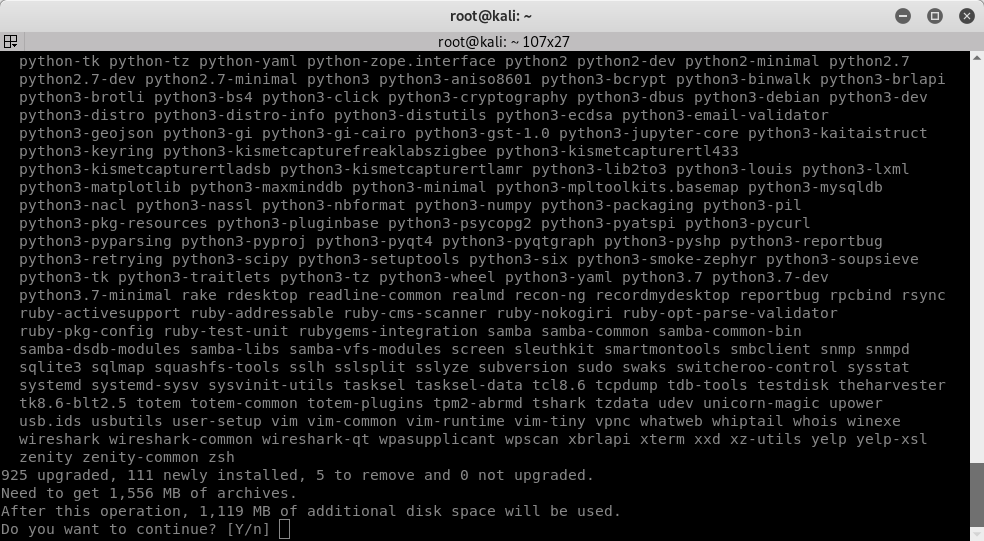 root@kali: ~
root@kali: ~ 107x27
python-tk python-tz python-yaml python-zope.interface python2 python2-dev python2-minimal python2.7
python2.7-dev python2.7-minimal python3 python3-aniso8601 python3-bcrypt python3-binwalk python3-brlapi
python3-brotli python3-bs4 python3-click python3-cryptography python3-dbus python3-debian python3-dev
python3-distro python3-distro-info python3-distutils python3-ecdsa python3-email-validator
python3-geojson python3-gi python3-gi-cairo python3-gst-1.0 python3-jupyter-core python3-kaitaistruct
python3-keyring python3-kismetcapturefreaklabszigbee python3-kismetcapturertl433
python3-kismetcapturertladsb python3-kismetcapturertlamr python3-lib2to3 python3-louis python3-lxml
python3-matplotlib python3-maxminddb python3-minimal python3-mpltoolkits.basemap python3-mysqldb
python3-nacl python3-nassl python3-nbformat python3-numpy python3-packaging python3-pil
python3-pkg-resources python3-pluginbase python3-psycopg2 python3-pyatspi python3-pycurl
python3-pyparsing python3-pyproj python3-pyqt4 python3-pyqtgraph python3-pyshp python3-reportbug
python3-retrying python3-scipy python3-setuptools python3-six python3-smoke-zephyr python3-soupsieve
python3-tk python3-traitlets python3-tz python3-wheel python3-yaml python3.7 python3.7-dev
python3.7-minimal rake rdesktop readline-common realmd recon-ng recordmydesktop reportbug rpcbind rsync
ruby-activesupport ruby-addressable ruby-cms-scanner ruby-nokogiri ruby-opt-parse-validator
ruby-pkg-config ruby-test-unit rubygems-integration samba samba-common samba-common-bin
samba-dsdb-modules samba-libs samba-vfs-modules screen sleuthkit smartmontools smbclient snmp snmpd
sqlite3 sqlmap squashfs-tools sslh sslsplit sslyze subversion sudo swaks switcheroo-control sysstat
systemd systemd-sysv sysvinit-utils tasksel tasksel-data tcl8.6 tcpdump tdb-tools testdisk theharvester
tk8.6-blt2.5 totem totem-common totem-plugins tpm2-abrmd tshark tzdata udev unicorn-magic upower
usb.ids usbutils user-setup vim vim-common vim-runtime vim-tiny vpnc whatweb whiptail whois winexe
wireshark wireshark-common wireshark-qt wpasupplicant wpscan xbrlapi xterm xxd xz-utils yelp yelp-xsl
zenity zenity-common zsh
925 upgraded, 111 newly installed, 5 to remove and 0 not upgraded.
Need to get 1,556 MB of archives.
After this operation, 1,119 MB of additional disk space will be used.
Do you want to continue? [Y/n]